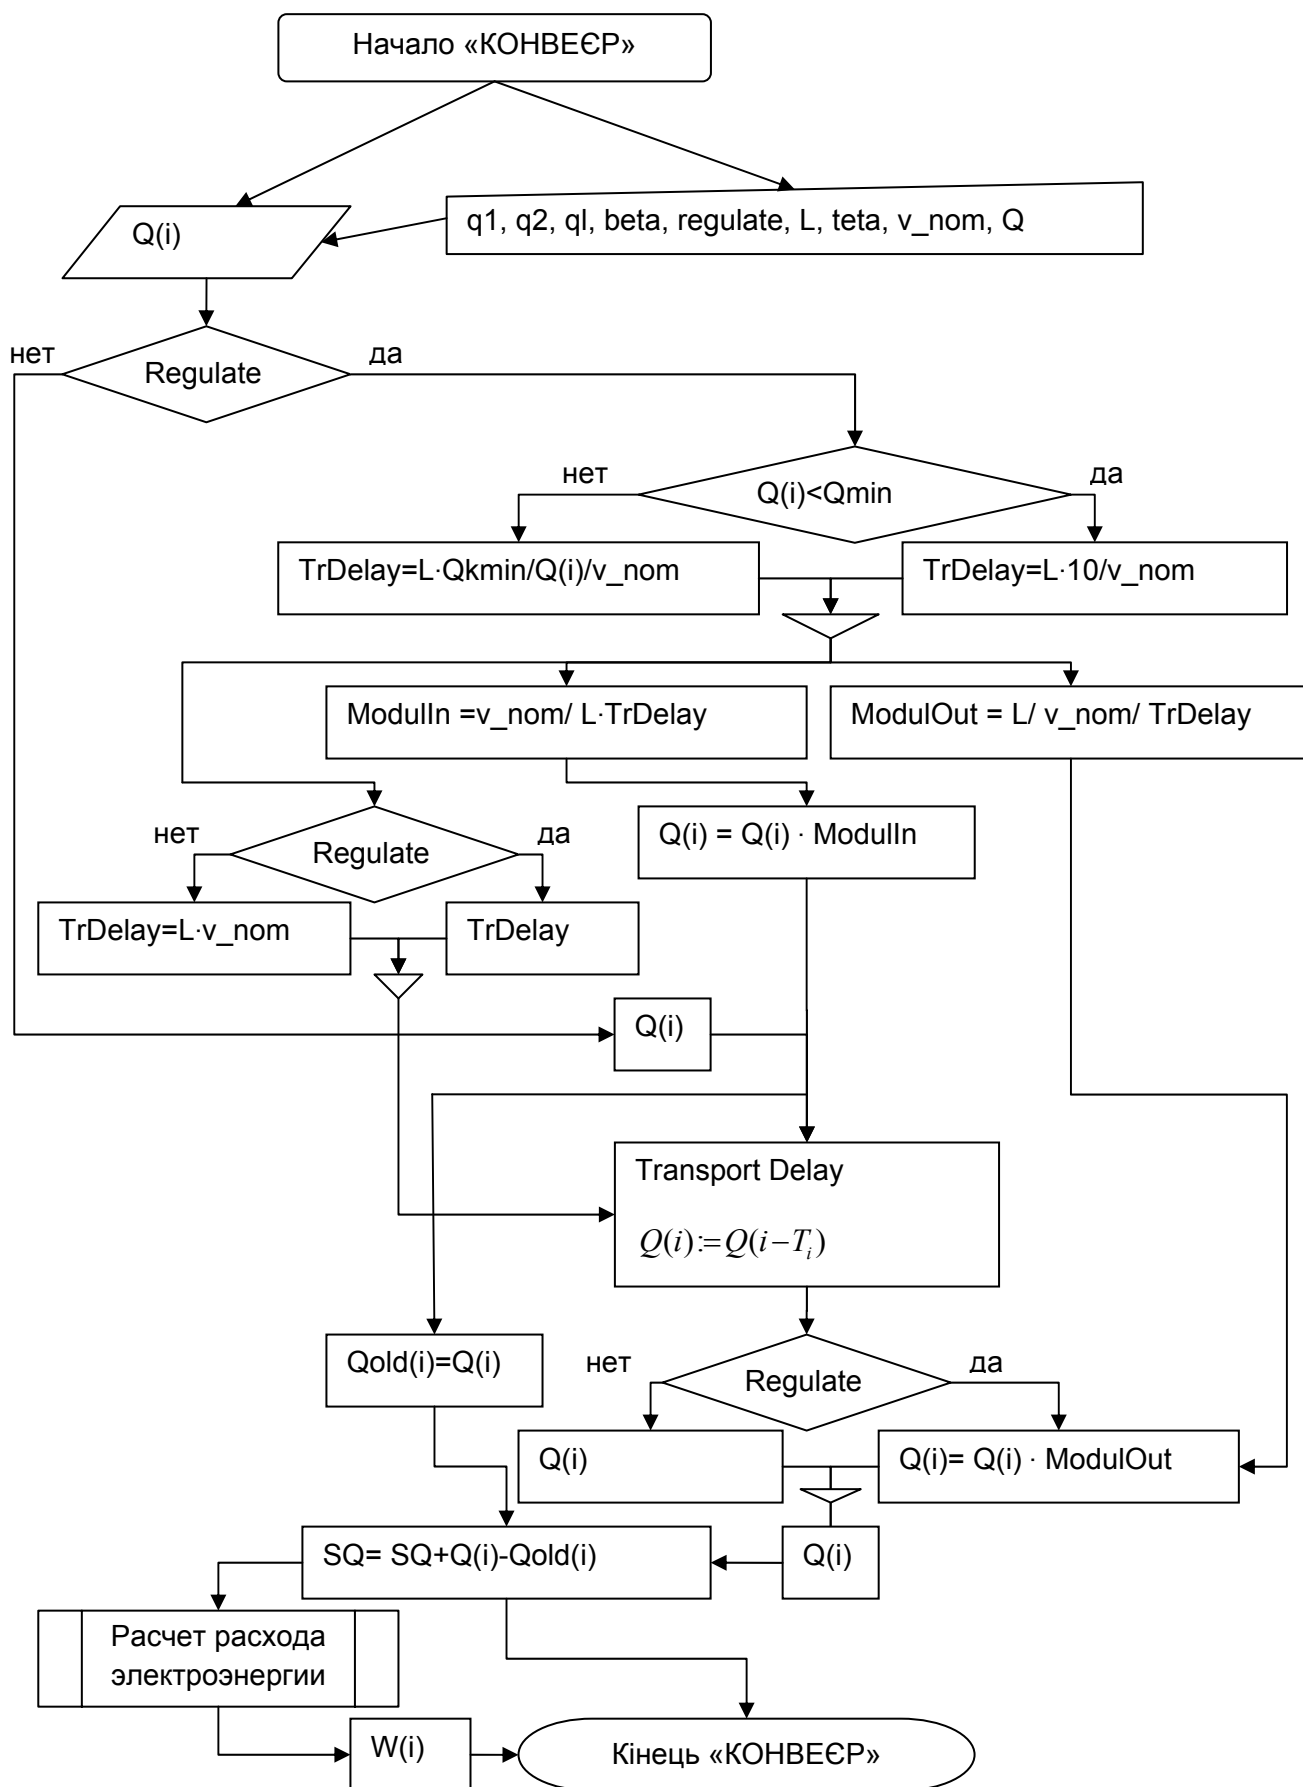 Начало «КОНВЕЄР»
Q(i)
q1, q2, ql, beta, regulate, L, teta, v_nom, Q
нет
Regulate
да
нет
Q(i)<Qmin
да
TrDelay=L·Qkmin/Q(i)/v_nom
TrDelay=L·10/v_nom
ModulIn =v_nom/ L·TrDelay
ModulOut = L/ v_nom/ TrDelay
нет
Regulate
да
Q(i) = Q(i) · ModulIn
TrDelay=L·v_nom
TrDelay
Q(i)
Transport Delay
Q(i):=Q(i−T_i)
Qold(i)=Q(i)
нет
Regulate
да
Q(i)
Q(i)= Q(i) · ModulOut
SQ= SQ+Q(i)-Qold(i)
Q(i)
Расчет расхода
электроэнергии
W(i)
Кінець «КОНВЕЄР»